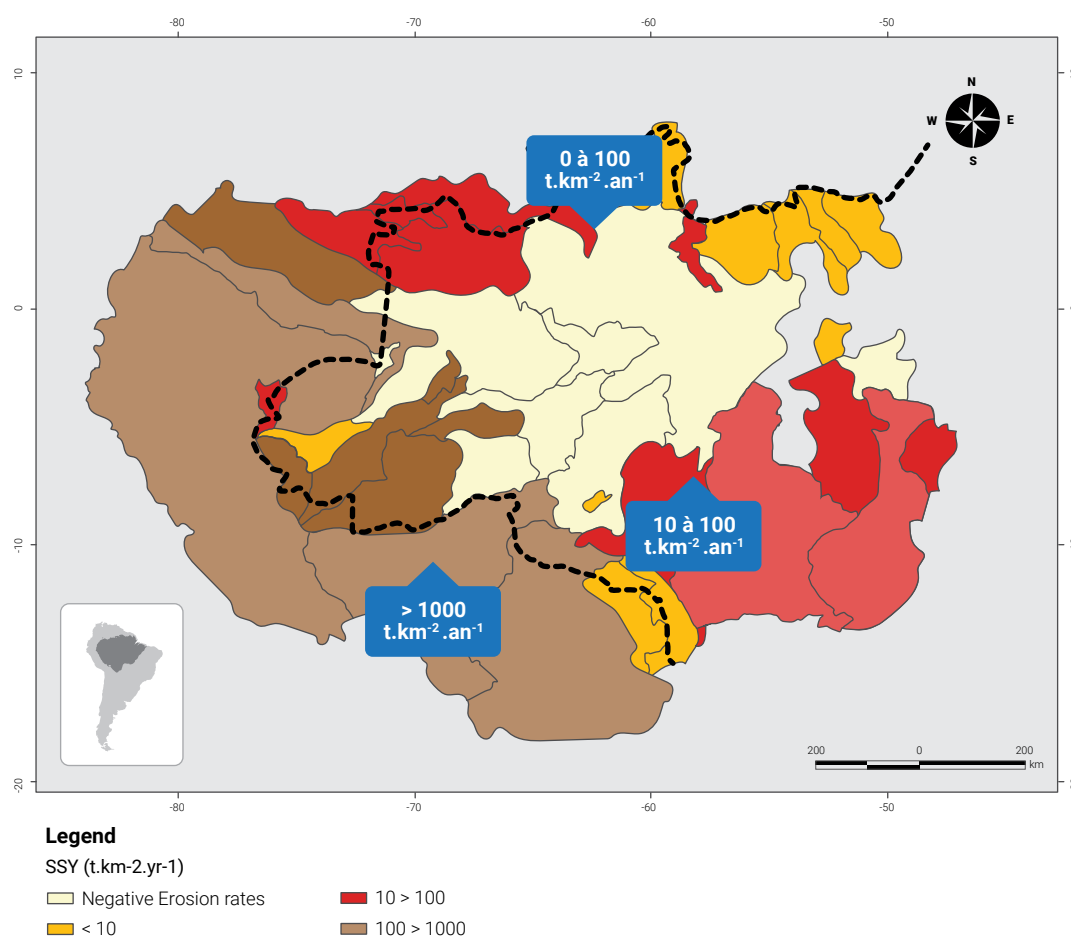 -80
-70
-60
-50
10
0
-10
-20
N
W
E
S
0 à 100
t.km-2 .an-1
10 à 100
t.km-2 .an-1
> 1000
t.km-2 .an-1
200
0
200
km
-80
-70
-60
-50
Legend
SSY (t.km-2.yr-1)
Negative Erosion rates
10 > 100
< 10
100 > 1000